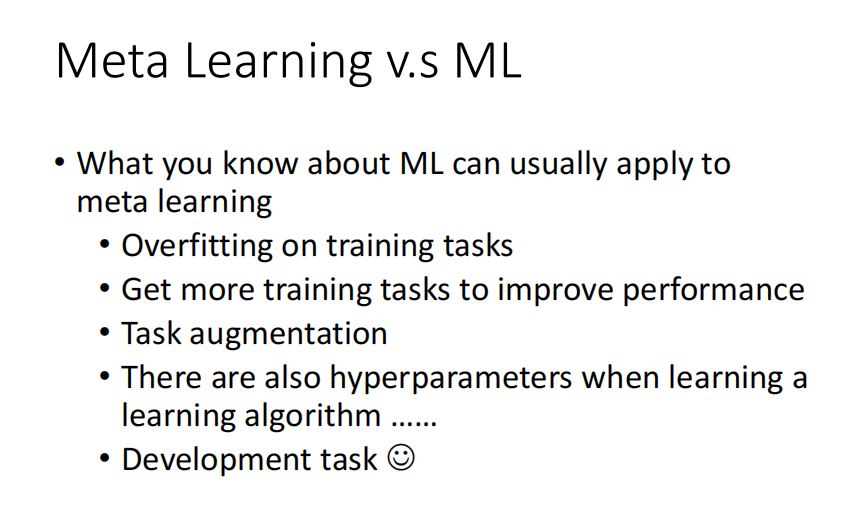 Meta Learning v.s ML
• What you know about ML can usually apply to
meta learning
• Overfitting on training tasks
• Get more training tasks to improve performance
• Task augmentation
• There are also hyperparameters when learning a
learning algorithm ......
• Development task ☺